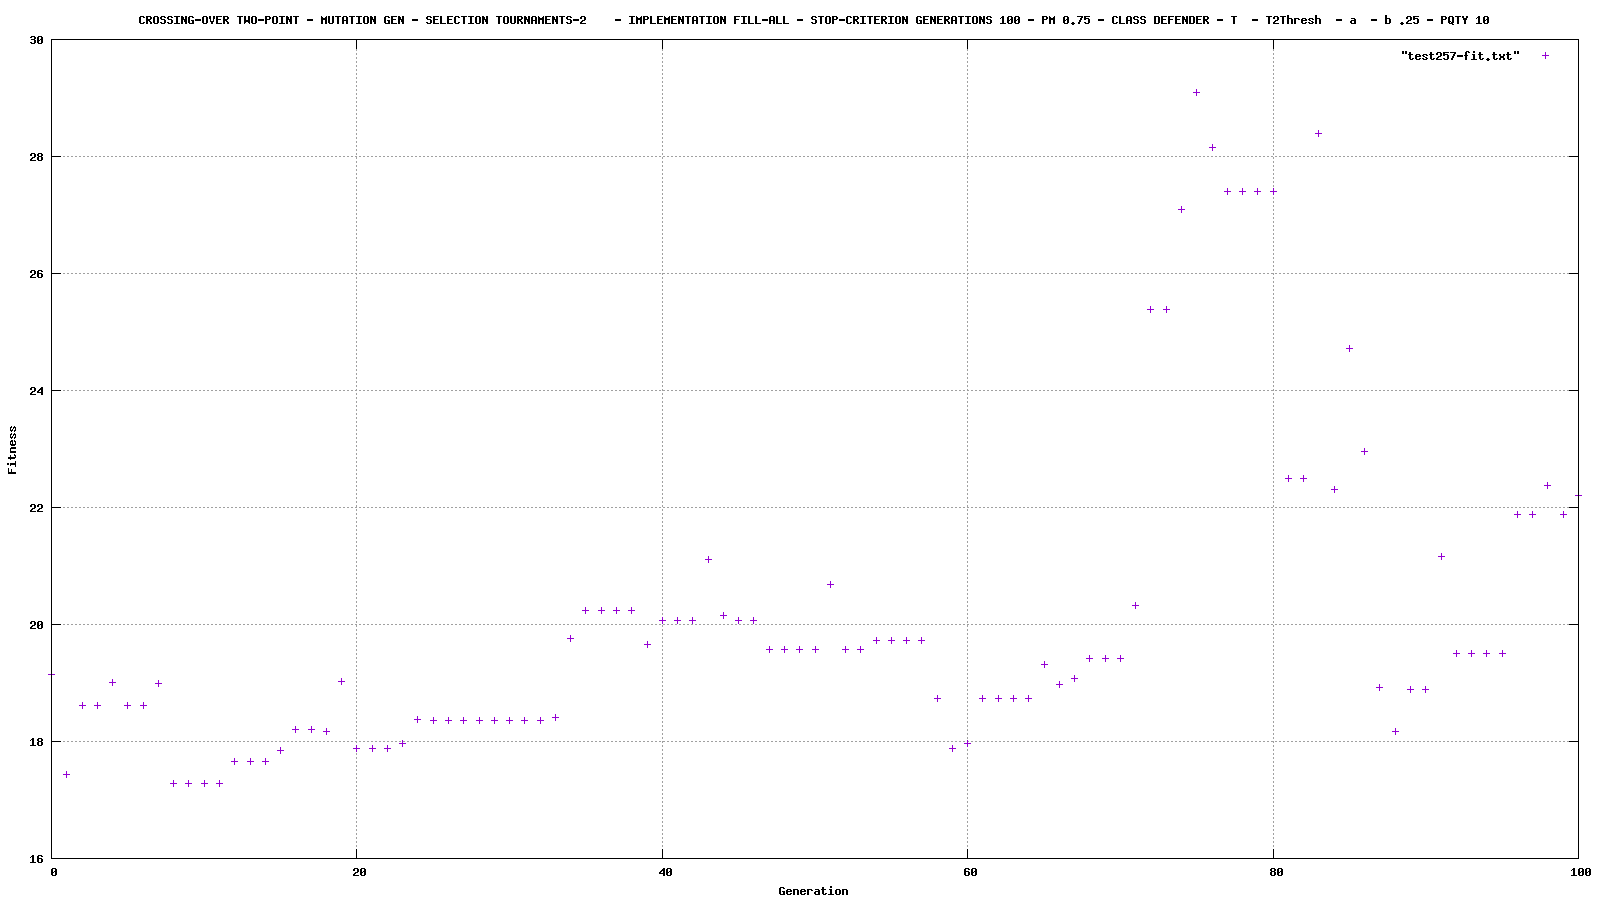 CROSSING-OVER TWO-POINT - MUTATION GEN - SELECTION TOURNAMENTS-2 - IMPLEMENTATION FILL-ALL - STOP-CRITERION GENERATIONS 100 - PM 0.75 - CLASS DEFENDER - T - T2Thresh - a - b .25 - PQTY 10
"test257-fit.txt"
30
28
26
24
22
20
18
16
Fitness
0 20 40 60 80 100
Generation